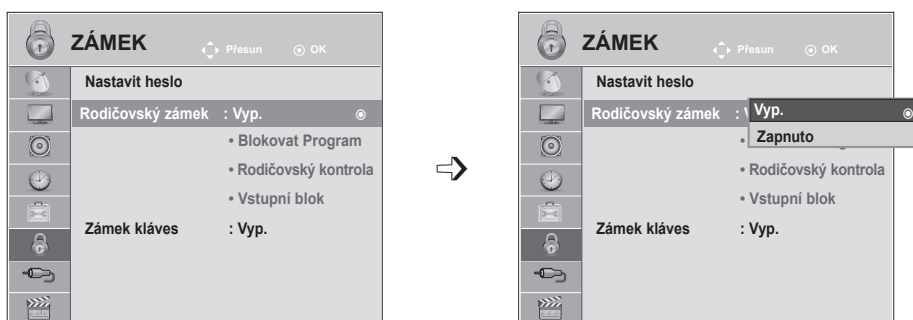 ZÁMEK
Přesun OK
Nastavit heslo
Rodičovský zámek : Vyp.
• Blokovat Program
• Rodičovský kontrola
• Vstupní blok
Zámek kláves : Vyp.
ZÁMEK
Přesun OK
Nastavit heslo
Rodičovský zámek : Vyp.
Zapnuto
• Rodičovský kontrola
• Vstupní blok
Zámek kláves : Vyp.